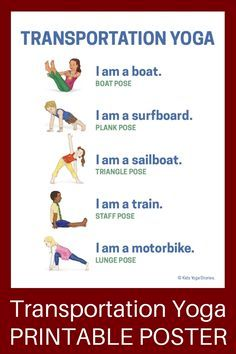 TRANSPORTATION YOGA
I am a boat.
BOAT POSE
I am a surfboard.
PLANK POSE
I am a sailboat.
TRIANGLE POSE
I am a train.
STAFF POSE
I am a motorbike.
LUNGE POSE
© Kids Yoga Stories
Transportation Yoga
PRINTABLE POSTER